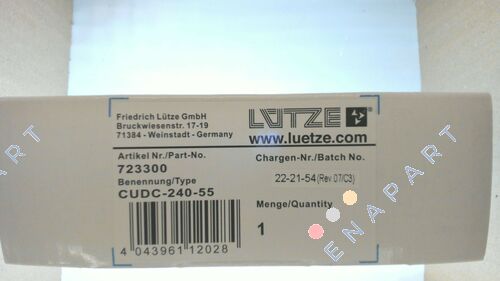 Friedrich Lütze GmbH
Bruckwiesenstr. 17-19
71384 - Weinstadt - Germany
LÜTZE
www.luetze.com
Artikel Nr./Part-No.
723300
Benennung/Type
CUDC-240-55
Chargen-Nr./Batch No.
22-21-54 (Rev.07/C3)
Menge/Quantity
1
4 043961 112028
ENAPART
ENAPART